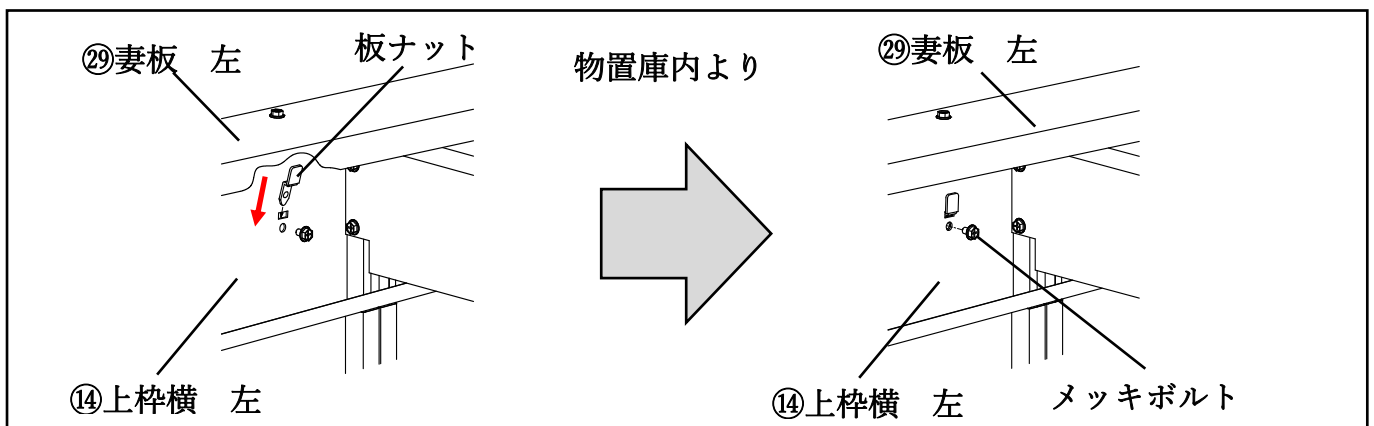 ㉙妻板　左
板ナット
物置庫内より
㉙妻板　左
⑭上枠横　左
⑭上枠横　左
メッキボルト